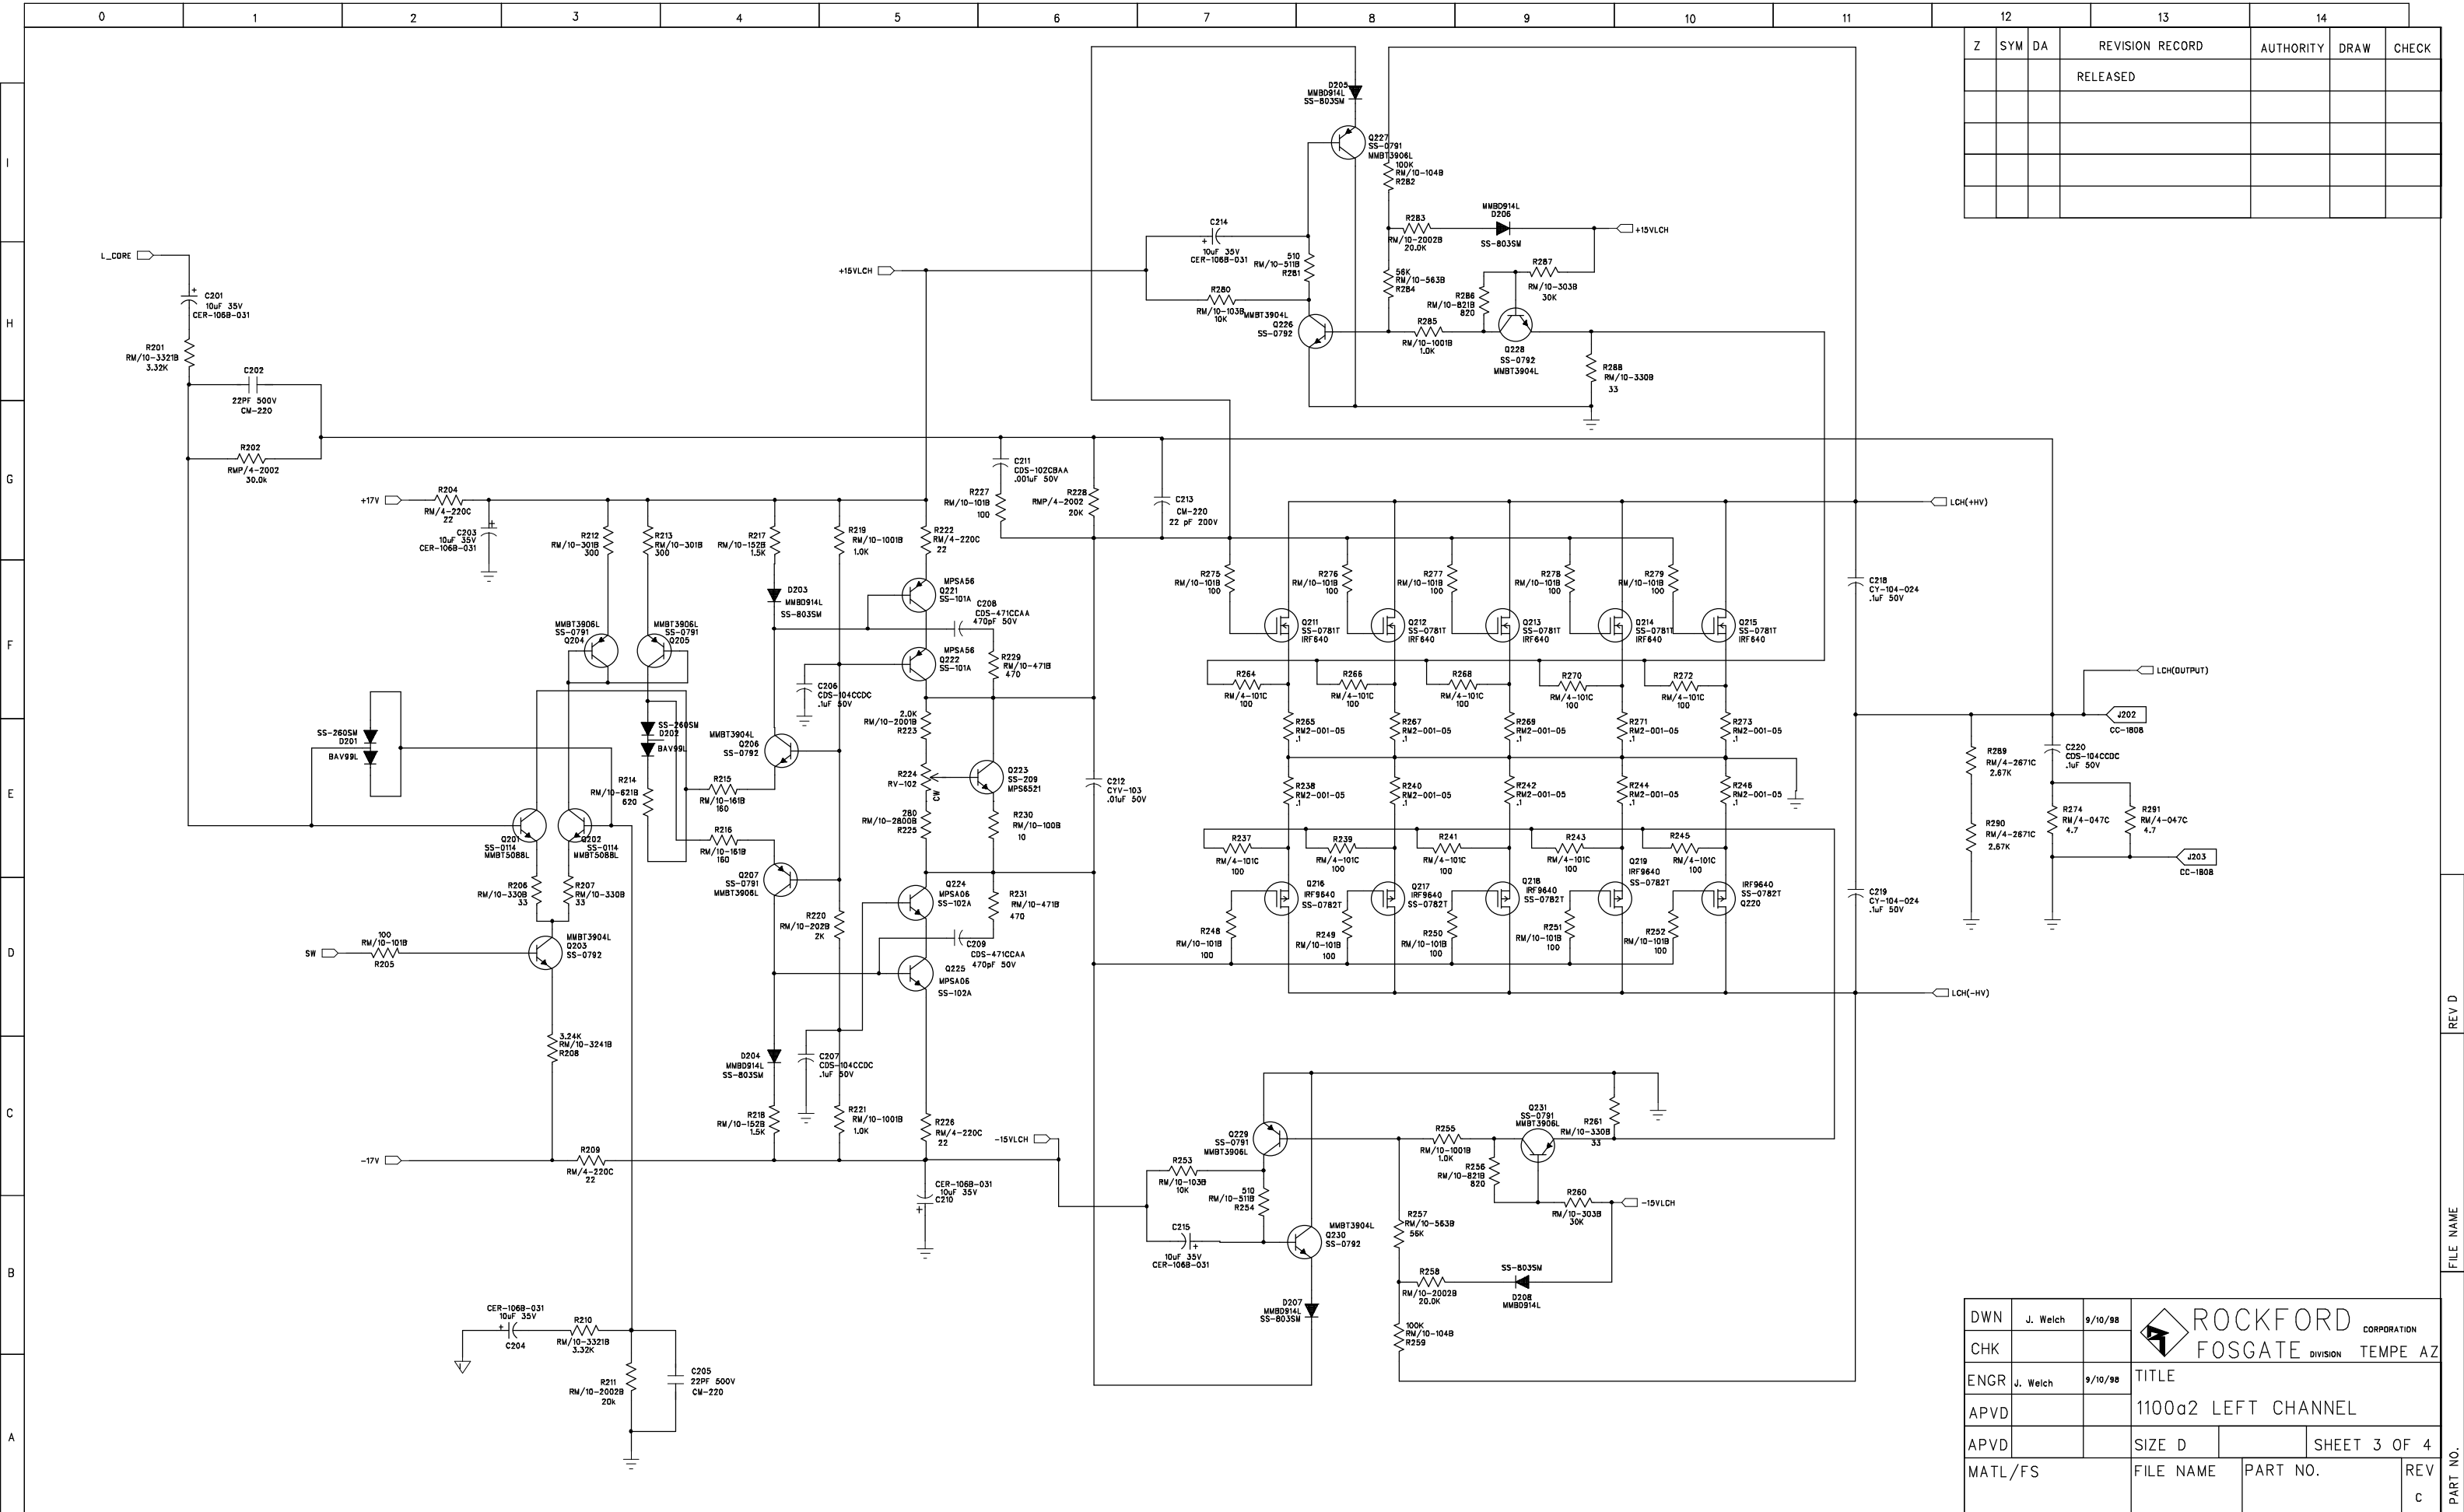 0 1 2 3 4 5 6 7 8 9 10 11 12 13 14
Z SYM DA REVISION RECORD AUTHORITY DRAW CHECK
RELEASED
I
H
G
F
E
D
C
B
A
L_CORE
C201
10uF 35V
CER-106B-031
R201
RM/10-3321B
3.32K
C202
22PF 500V
CM-220
R202
RMP/4-2002
30.0k
+17V
R204
RM/4-220C
22
C203
10uF 35V
CER-106B-031
R212
RM/10-301B
300
R213
RM/10-301B
300
R217
RM/10-152B
1.5K
R219
RM/10-1001B
1.0K
R222
RM/4-220C
22
+15VLCH
D203
MMBD914L
SS-803SM
MPSA56
Q221
SS-101A
C208
CDS-471CCAA
470pF 50V
MPSA56
Q222
SS-101A
R229
RM/10-471B
470
MMBT3906L
SS-0791
Q204
MMBT3906L
SS-0791
Q205
C206
CDS-104CCDC
.1uF 50V
2.0K
RM/10-2001B
R223
SS-260SM
D201
BAV99L
SS-260SM
D202
BAV99L
MMBT3904L
Q206
SS-0792
R214
RM/10-621B
620
R215
RM/10-161B
160
R216
RM/10-161B
160
R224
RV-102
CW
Q223
SS-209
MPS6521
280
RM/10-2800B
R225
R230
RM/10-100B
10
C212
CYV-103
.01uF 50V
Q201
SS-0114
MMBT5088L
Q202
SS-0114
MMBT5088L
R206
RM/10-330B
33
R207
RM/10-330B
33
Q207
SS-0791
MMBT3906L
Q224
MPSA06
SS-102A
R231
RM/10-471B
470
R220
RM/10-202B
2K
C209
CDS-471CCAA
470pF 50V
Q225
MPSA06
SS-102A
SW
100
RM/10-101B
R205
MMBT3904L
Q203
SS-0792
3.24K
RM/10-3241B
R208
D204
MMBD914L
SS-803SM
C207
CDS-104CCDC
.1uF 50V
R218
RM/10-152B
1.5K
R221
RM/10-1001B
1.0K
R226
RM/4-220C
22
-17V
R209
RM/4-220C
22
-15VLCH
CER-106B-031
10uF 35V
C210
CER-106B-031
10uF 35V
C204
R210
RM/10-3321B
3.32K
R211
RM/10-2002B
20k
C205
22PF 500V
CM-220
D205
MMBD914L
SS-803SM
Q227
SS-0791
MMBT3906L
100K
RM/10-104B
R282
C214
10uF 35V
CER-106B-031
510
RM/10-511B
R281
R280
RM/10-103B
10K
MMBT3904L
Q226
SS-0792
R283
RM/10-2002B
20.0K
MMBD914L
D206
SS-803SM
+15VLCH
56K
RM/10-563B
R284
R286
RM/10-821B
820
R287
RM/10-303B
30K
R285
RM/10-1001B
1.0K
Q228
SS-0792
MMBT3904L
R288
RM/10-330B
33
C211
CDS-102CBAA
.001uF 50V
R227
RM/10-101B
100
R228
RMP/4-2002
20K
C213
CM-220
22 pF 200V
LCH(+HV)
R275
RM/10-101B
100
R276
RM/10-101B
100
R277
RM/10-101B
100
R278
RM/10-101B
100
R279
RM/10-101B
100
Q211
SS-0781T
IRF640
Q212
SS-0781T
IRF640
Q213
SS-0781T
IRF640
Q214
SS-0781T
IRF640
Q215
SS-0781T
IRF640
C218
CY-104-024
.1uF 50V
R264
RM/4-101C
100
R266
RM/4-101C
100
R268
RM/4-101C
100
R270
RM/4-101C
100
R272
RM/4-101C
100
LCH(OUTPUT)
R265
RM2-001-05
.1
R267
RM2-001-05
.1
R269
RM2-001-05
.1
R271
RM2-001-05
.1
R273
RM2-001-05
.1
J202
CC-1808
R289
RM/4-2671C
2.67K
C220
CDS-104CCDC
.1uF 50V
R238
RM2-001-05
.1
R240
RM2-001-05
.1
R242
RM2-001-05
.1
R244
RM2-001-05
.1
R246
RM2-001-05
.1
R290
RM/4-2671C
2.67K
R274
RM/4-047C
4.7
R291
RM/4-047C
4.7
J203
CC-1808
R237
RM/4-101C
100
R239
RM/4-101C
100
R241
RM/4-101C
100
R243
RM/4-101C
100
R245
RM/4-101C
100
Q216
IRF9640
SS-0782T
Q217
IRF9640
SS-0782T
Q218
IRF9640
SS-0782T
Q219
IRF9640
SS-0782T
IRF9640
SS-0782T
Q220
C219
CY-104-024
.1uF 50V
R248
RM/10-101B
100
R249
RM/10-101B
100
R250
RM/10-101B
100
R251
RM/10-101B
100
R252
RM/10-101B
100
LCH(-HV)
Q229
SS-0791
MMBT3906L
R255
RM/10-1001B
1.0K
Q231
SS-0791
MMBT3906L
R261
RM/10-330B
33
R256
RM/10-821B
820
R253
RM/10-103B
10K
510
RM/10-511B
R254
R260
RM/10-303B
30K
-15VLCH
C215
10uF 35V
CER-106B-031
MMBT3904L
Q230
SS-0792
R257
RM/10-563B
56K
R258
RM/10-2002B
20.0K
SS-803SM
D208
MMBD914L
D207
MMBD914L
SS-803SM
100K
RM/10-104B
R259
REV D
FILE NAME
PART NO.
DWN J. Welch 9/10/98
CHK
ENGR J. Welch 9/10/98
APVD
APVD
MATL/FS
ROCKFORD CORPORATION
FOSGATE DIVISION TEMPE AZ
TITLE
1100a2 LEFT CHANNEL
SIZE D SHEET 3 OF 4
FILE NAME PART NO. REV
C